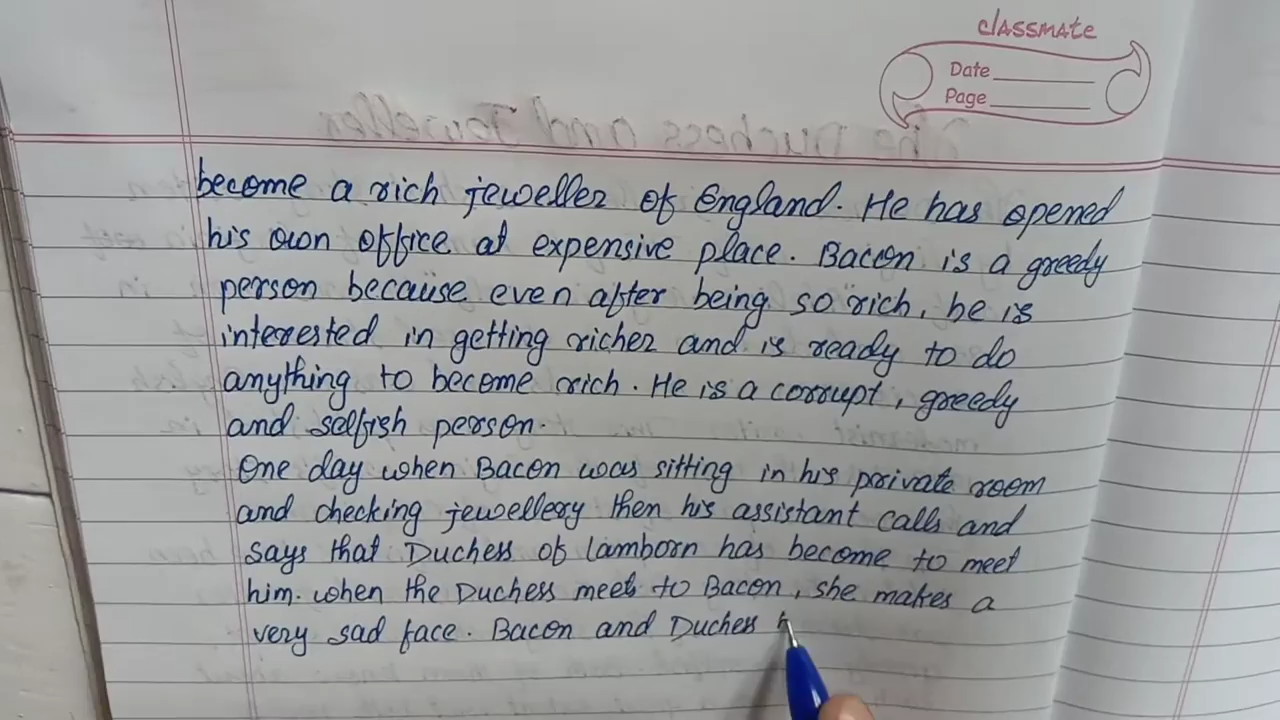 classmate
Date
Page
The Duchess and Jeweller
become a rich jeweller of England. He has opened
his own office at expensive place. Bacon is a greedy
person because even after being so rich, he is
interested in getting richer and is ready to do
anything to become rich. He is a corrupt, greedy
and selfish person.
One day when Bacon was sitting in his private room
and checking jewellery then his assistant calls and
says that Duchess of lamborn has become to meet
him. when the Duchess meets to Bacon, she makes a
very sad face. Bacon and Duchess